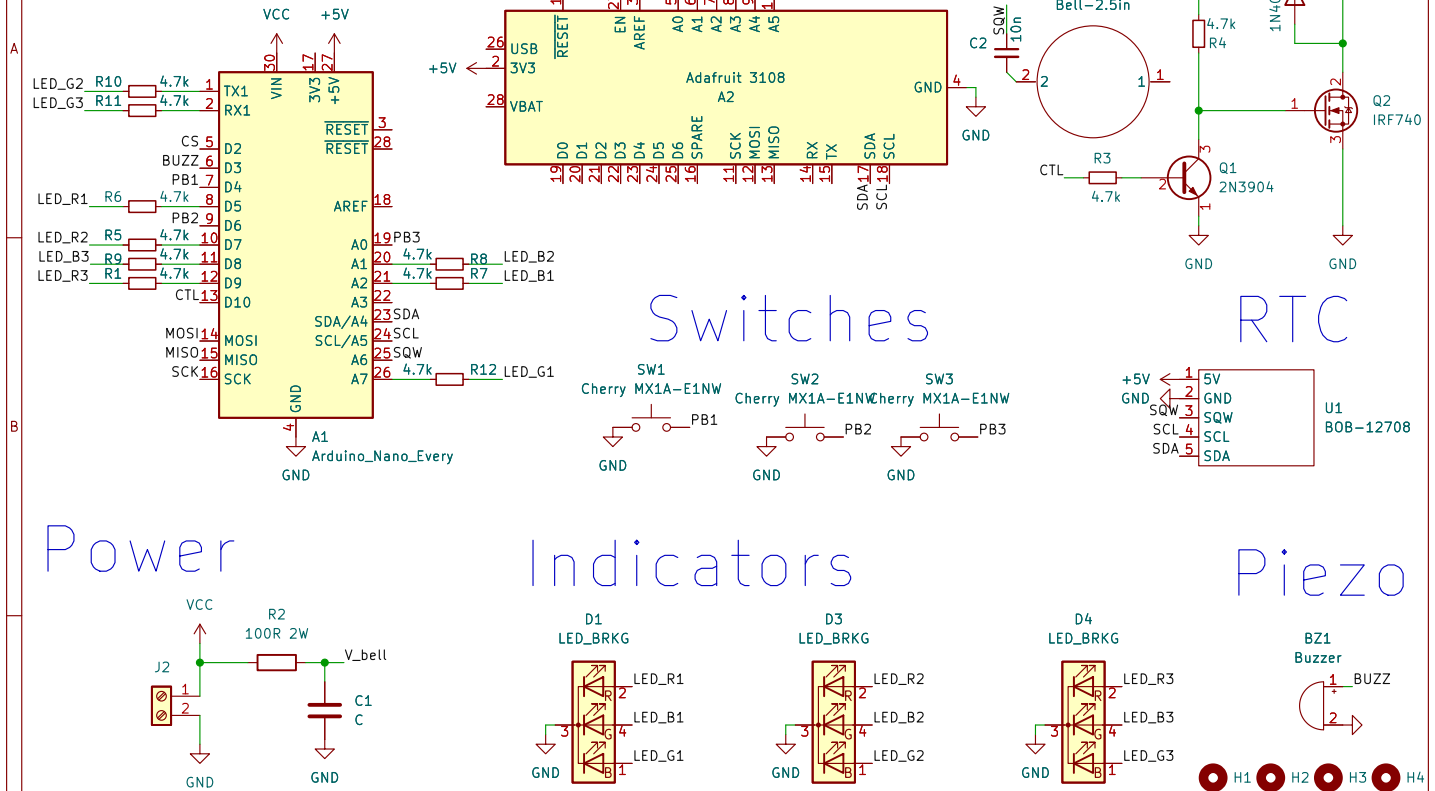 VCC +5V
30 17 27
VIN 3V3 +5V
LED_G2 R10 4.7k 1 TX1
LED_G3 R11 4.7k 2 RX1
RESET 3
RESET 28
CS 5 D2
BUZZ 6 D3
PB1 7 D4
LED_R1 R6 4.7k 8 D5
AREF 18
PB2 9 D6
LED_R2 R5 4.7k 10 D7
A0 19 PB3
LED_B3 R9 4.7k 11 D8
A1 20 4.7k R8 LED_B2
LED_R3 R1 4.7k 12 D9
A2 21 4.7k R7 LED_B1
CTL 13 D10
A3 22
SDA/A4 23 SDA
MOSI 14 MOSI
SCL/A5 24 SCL
MISO 15 MISO
A6 25 SQW
SCK 16 SCK
A7 26 4.7k R12 LED_G1
GND
4
A1
Arduino_Nano_Every
GND
RESET EN AREF A0 A1 A2 A3 A4 A5
26 USB
+5V 2 3V3
28 VBAT
Adafruit 3108
A2
GND 4
GND
D0 D1 D2 D3 D4 D5 D6 SPARE SCK MOSI MISO RX TX SDA SCL
19 20 21 22 23 24 25 16 11 12 13 14 15 17 18
SDA SCL
SQW
C2 10n
Bell-2.5in
2 2 1 1
4.7k
R4
2
1
3
Q2
IRF740
CTL R3
4.7k
2
3
1
Q1
2N3904
GND
GND
Switches
RTC
SW1
Cherry MX1A-E1NW
PB1
GND
SW2
Cherry MX1A-E1NW
PB2
GND
SW3
Cherry MX1A-E1NW
PB3
GND
+5V 1 5V
GND 2 GND
SQW 3 SQW
SCL 4 SCL
SDA 5 SDA
U1
BOB-12708
Power
Indicators
Piezo
VCC
R2
100R 2W
V_bell
J2
1
2
C1
C
GND
GND
D1
LED_BRKG
R 2 LED_R1
3 G 4 LED_B1
B 1 LED_G1
GND
D3
LED_BRKG
R 2 LED_R2
3 G 4 LED_B2
B 1 LED_G2
GND
D4
LED_BRKG
R 2 LED_R3
3 G 4 LED_B3
B 1 LED_G3
GND
BZ1
Buzzer
1 BUZZ
+
2
H1 H2 H3 H4
A
B